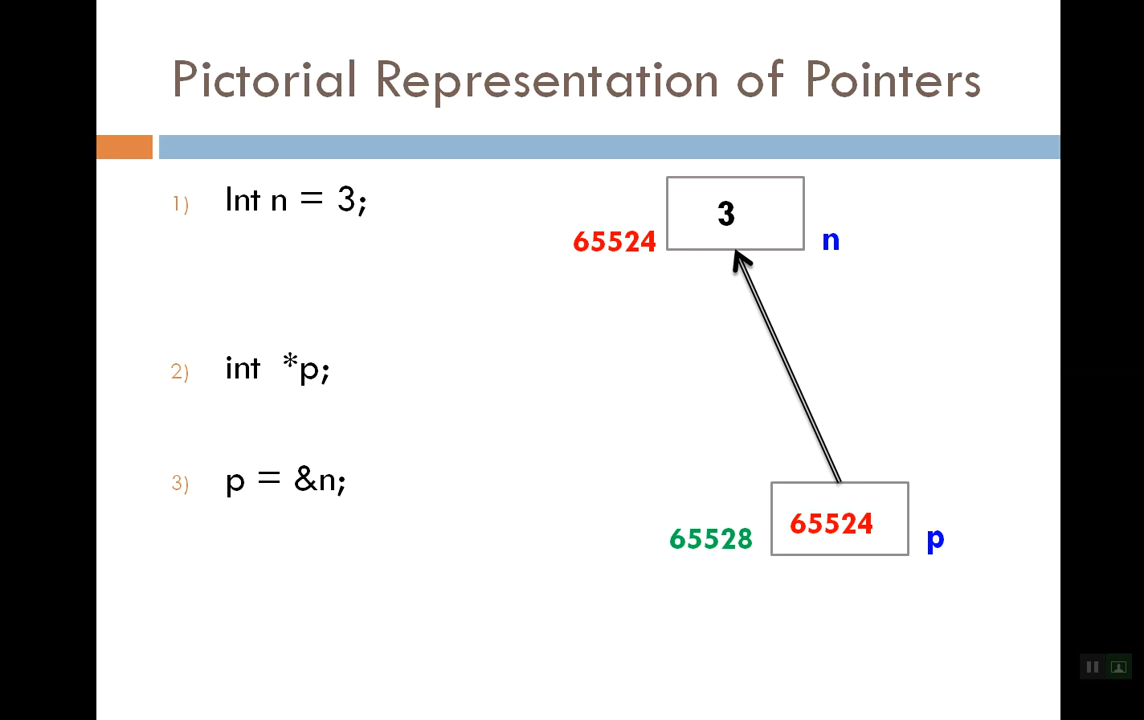 Pictorial Representation of Pointers
1) Int n = 3;
3
65524
n
2) int *p;
3) p = &n;
65524
65528
p